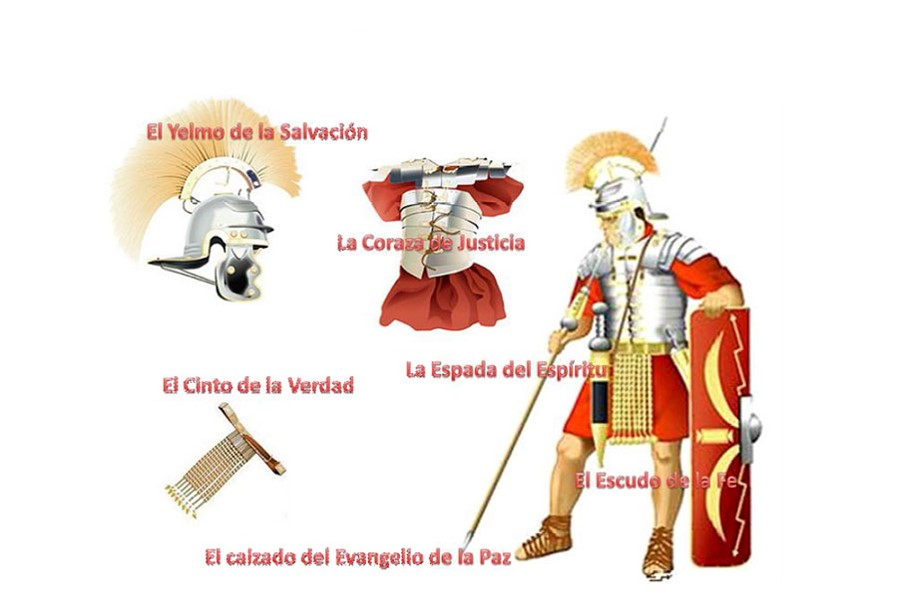 El Yelmo de la Salvación
La Coraza de Justicia
La Espada del Espíritu
El Cinto de la Verdad
El Escudo de la Fe
El calzado del Evangelio de la Paz